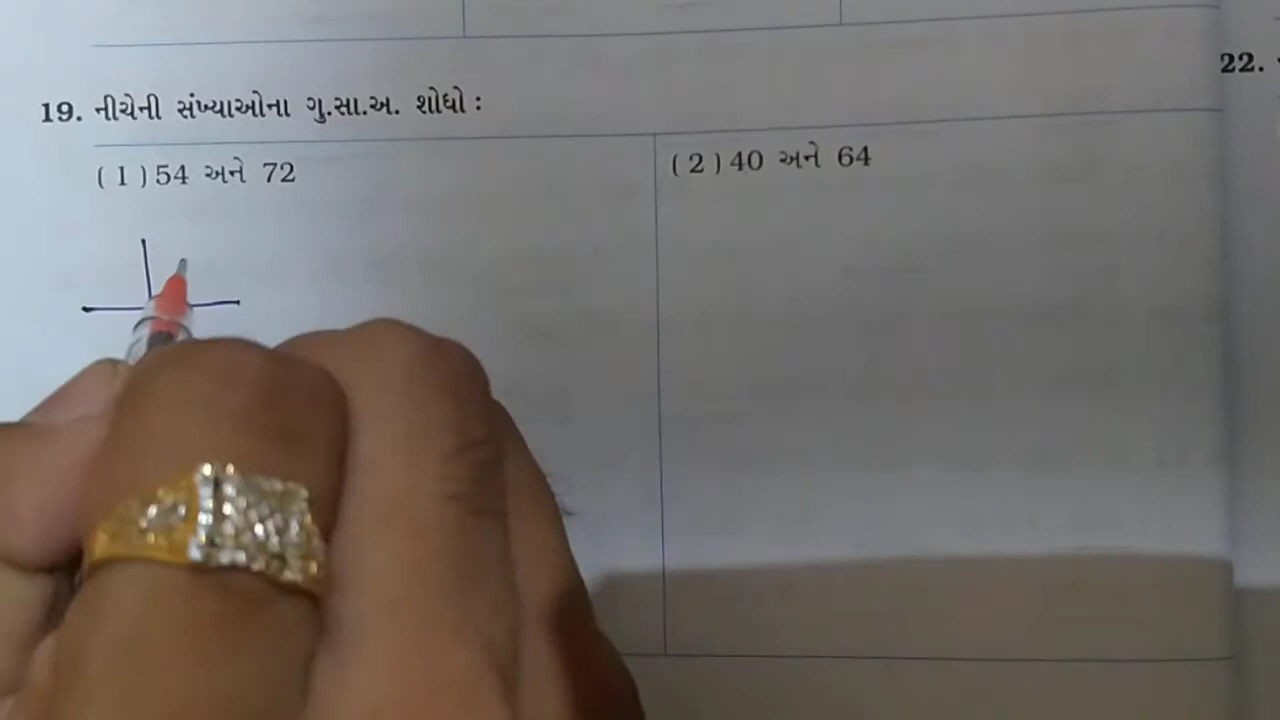 19. નીચેની સંખ્યાઓના ગુ.સા.અ. શોધો :
(1) 54 અને 72
(2) 40 અને 64
22.